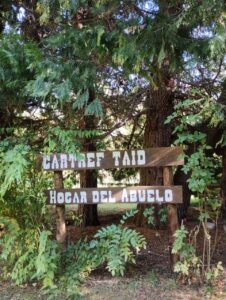 CARTREF TAID
HOGAR DEL ABUELO